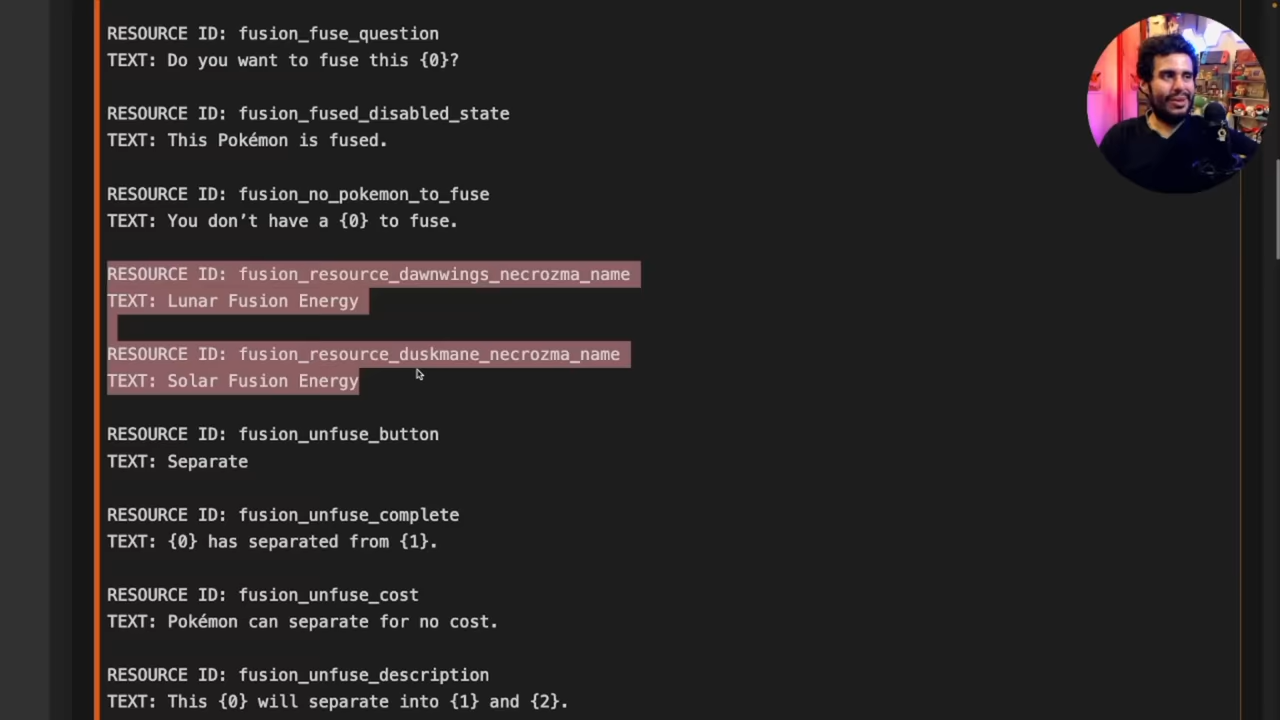 RESOURCE ID: fusion_fuse_question
TEXT: Do you want to fuse this {0}?
RESOURCE ID: fusion_fused_disabled_state
TEXT: This Pokémon is fused.
RESOURCE ID: fusion_no_pokemon_to_fuse
TEXT: You don’t have a {0} to fuse.
RESOURCE ID: fusion_resource_dawnwings_necrozma_name
TEXT: Lunar Fusion Energy
RESOURCE ID: fusion_resource_duskmane_necrozma_name
TEXT: Solar Fusion Energy
RESOURCE ID: fusion_unfuse_button
TEXT: Separate
RESOURCE ID: fusion_unfuse_complete
TEXT: {0} has separated from {1}.
RESOURCE ID: fusion_unfuse_cost
TEXT: Pokémon can separate for no cost.
RESOURCE ID: fusion_unfuse_description
TEXT: This {0} will separate into {1} and {2}.